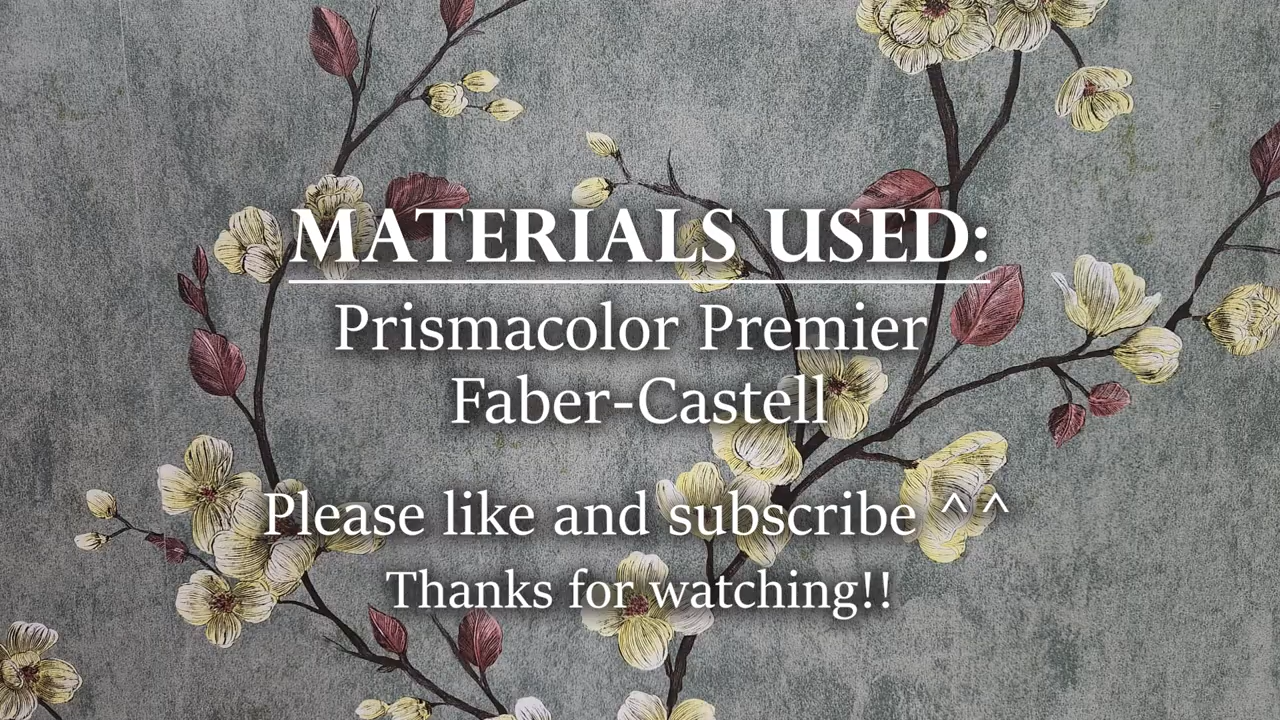 MATERIALS USED:
Prismacolor Premier
Faber-Castell
Please like and subscribe ^^
Thanks for watching!!